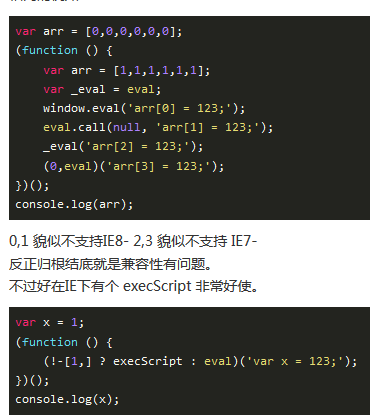 var arr = [0,0,0,0,0,0];
(function () {
    var arr = [1,1,1,1,1,1];
    var _eval = eval;
    window.eval('arr[0] = 123;');
    eval.call(null, 'arr[1] = 123;');
    _eval('arr[2] = 123;');
    (0,eval)('arr[3] = 123;');
})();
console.log(arr);
0,1 貌似不支持IE8- 2,3 貌似不支持 IE7-
反正归根结底就是兼容性有问题。
不过好在IE下有个 execScript 非常好使。
var x = 1;
(function () {
    (!-[1,] ? execScript : eval)('var x = 123;');
})();
console.log(x);